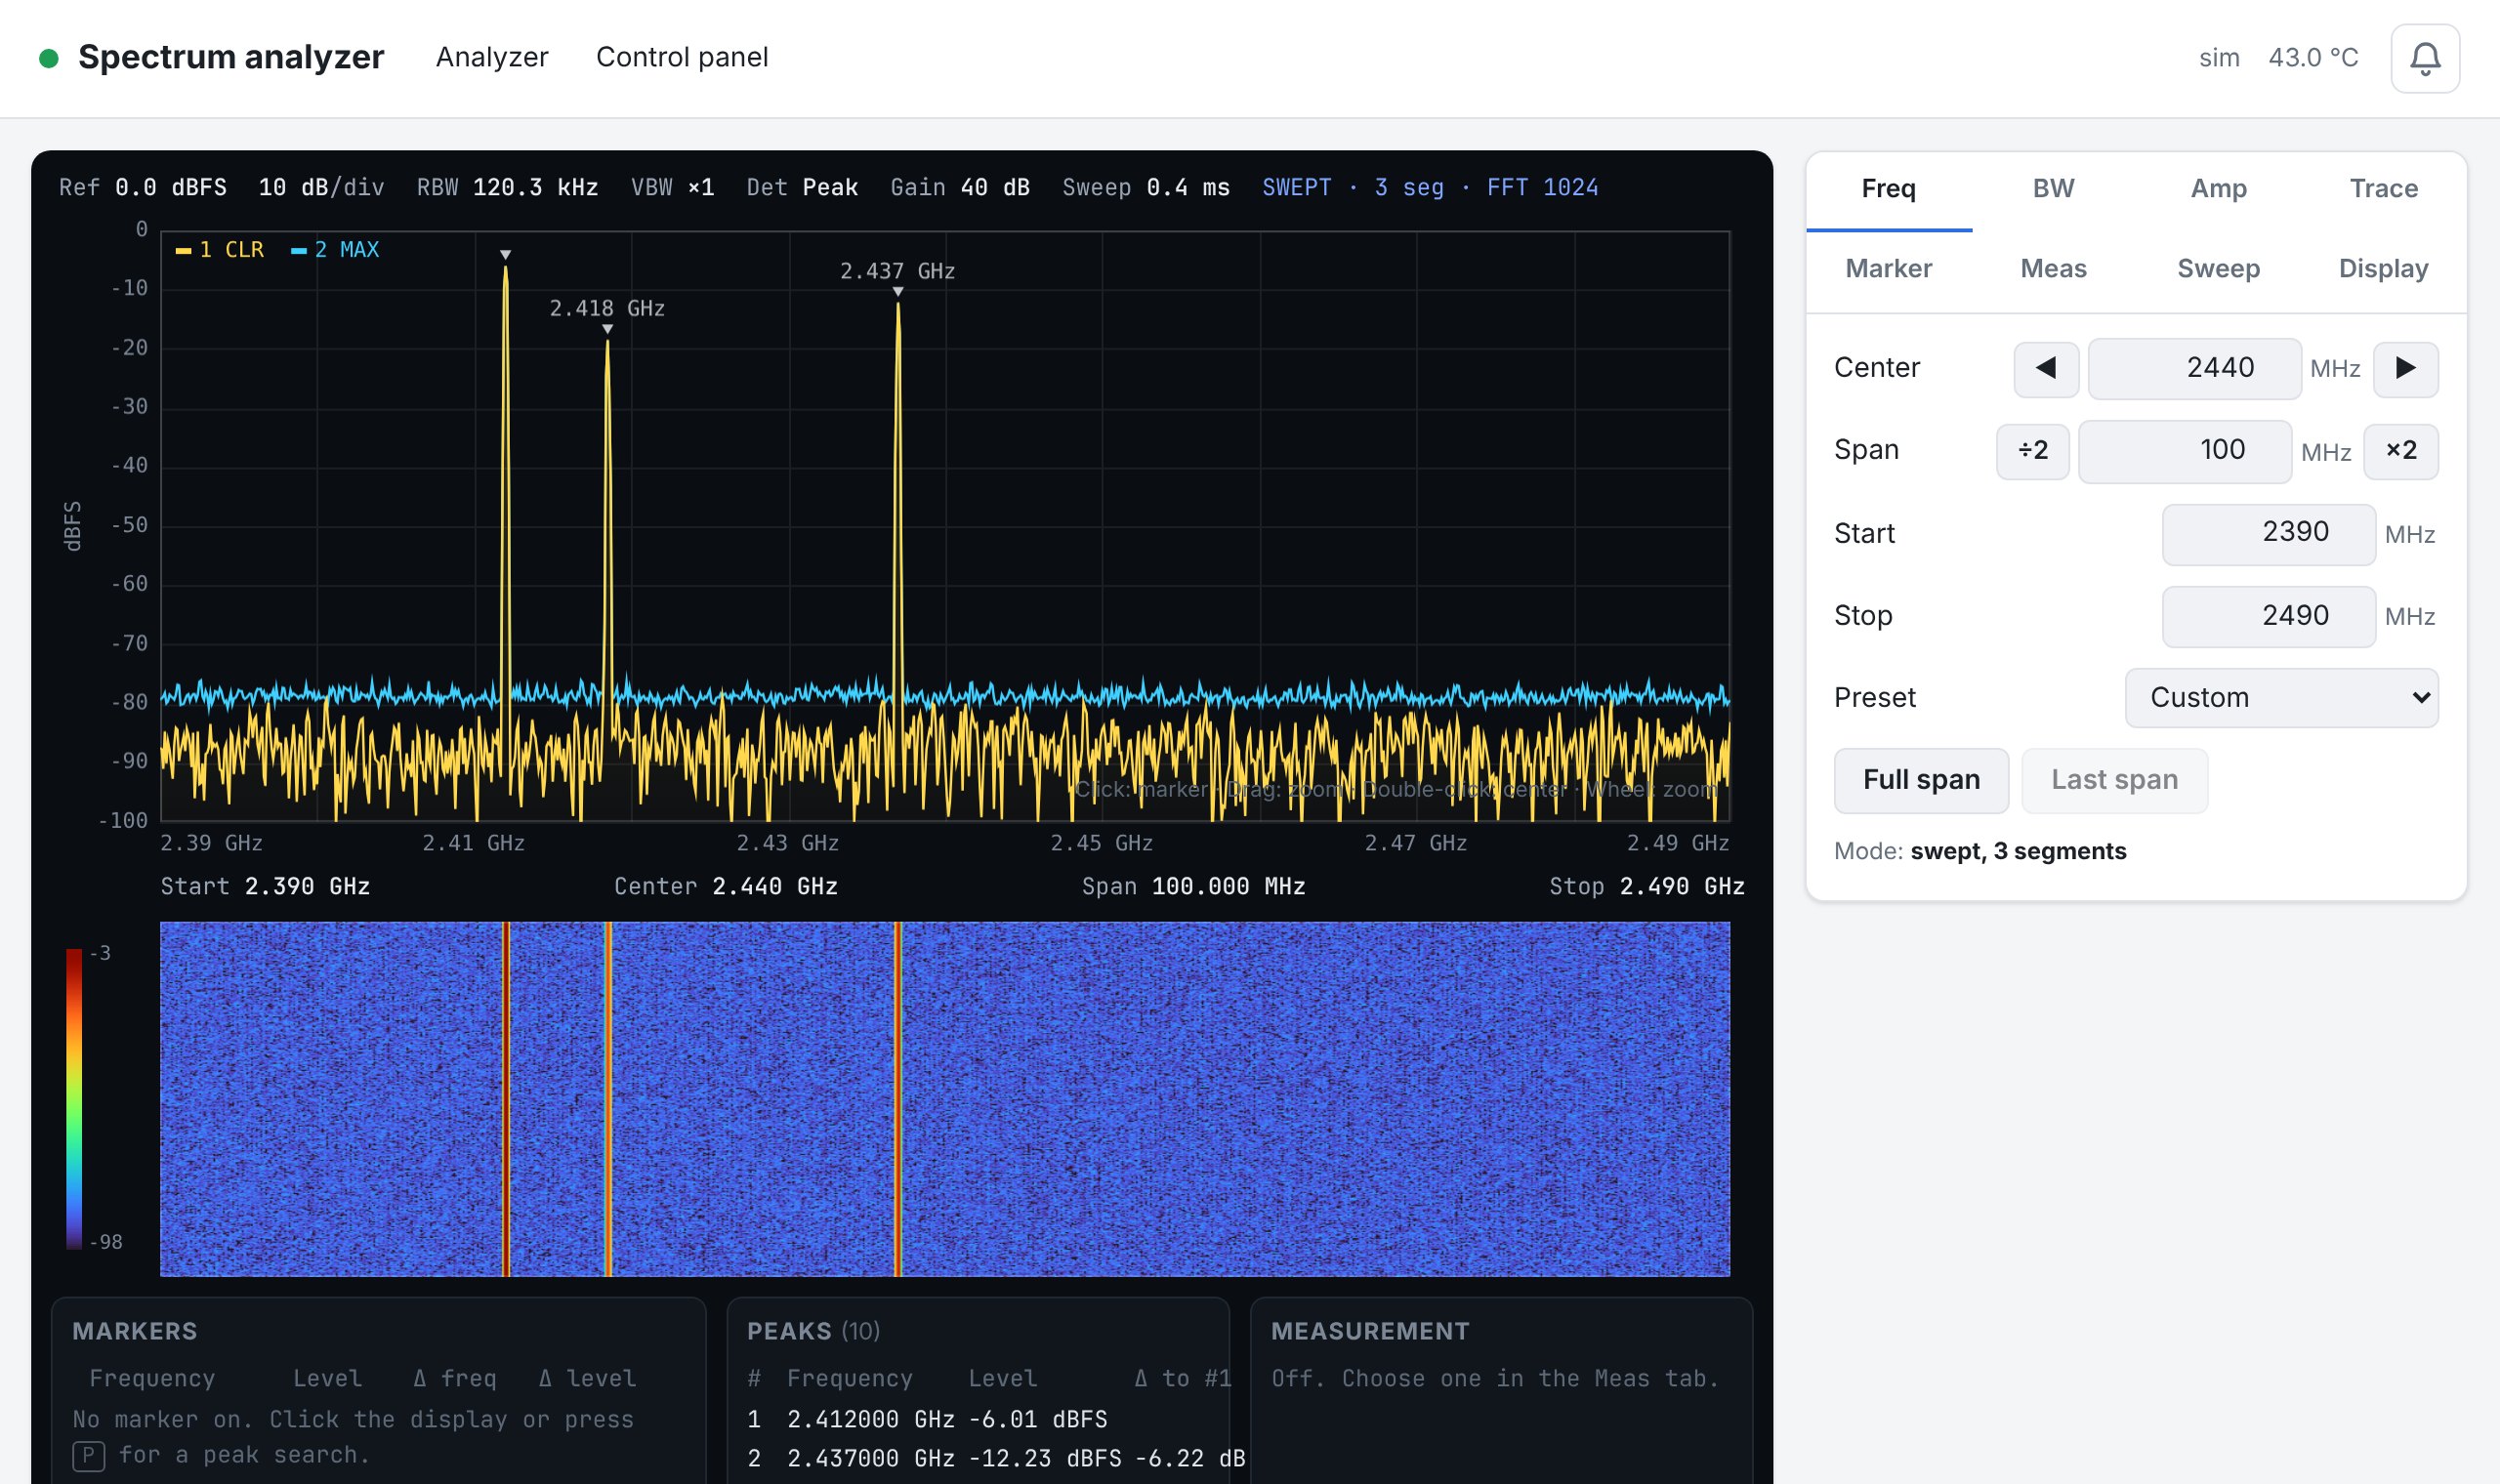 Spectrum analyzer Analyzer Control panel sim 43.0 °C
Ref 0.0 dBFS 10 dB/div RBW 120.3 kHz VBW ×1 Det Peak Gain 40 dB Sweep 0.4 ms SWEPT · 3 seg · FFT 1024
1 CLR 2 MAX
2.437 GHz
2.418 GHz
0
-10
-20
-30
-40
-50
-60
-70
-80
-90
-100
dBFS
Click: marker · Drag: zoom · Double-click: center · Wheel: zoom
2.39 GHz 2.41 GHz 2.43 GHz 2.45 GHz 2.47 GHz 2.49 GHz
Start 2.390 GHz Center 2.440 GHz Span 100.000 MHz Stop 2.490 GHz
-3
-98
MARKERS
Frequency Level Δ freq Δ level
No marker on. Click the display or press
P for a peak search.
PEAKS (10)
# Frequency Level Δ to #1
1 2.412000 GHz -6.01 dBFS
2 2.437000 GHz -12.23 dBFS -6.22 dB
MEASUREMENT
Off. Choose one in the Meas tab.
Freq BW Amp Trace
Marker Meas Sweep Display
Center ◀ 2440 MHz ▶
Span ÷2 100 MHz ×2
Start 2390 MHz
Stop 2490 MHz
Preset Custom
Full span Last span
Mode: swept, 3 segments